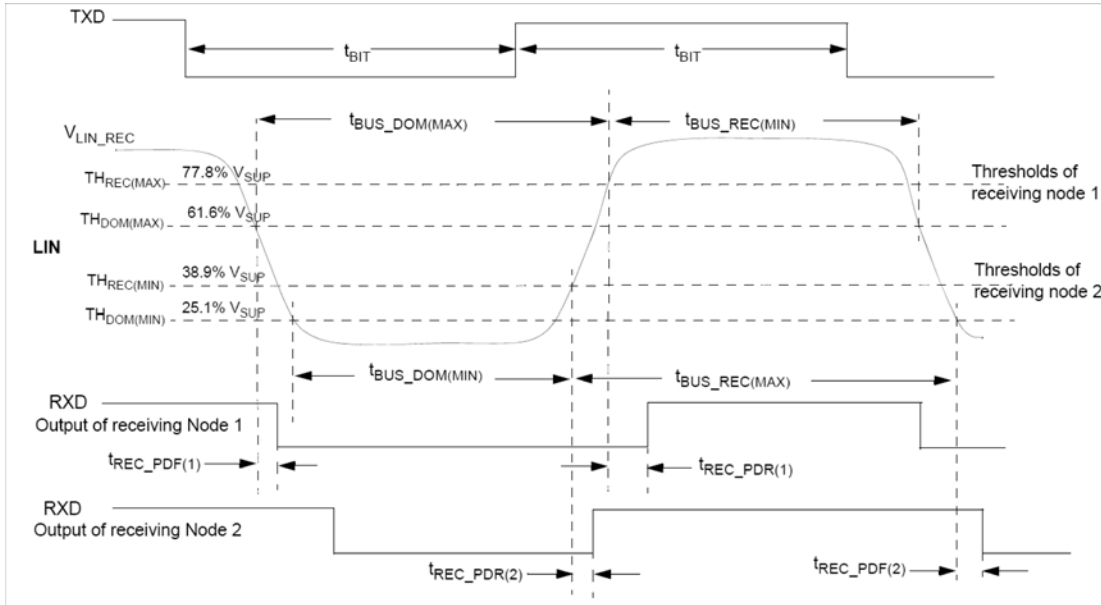 TXD
tBIT
tBIT
VLIN_REC
tBUS_DOM(MAX)
tBUS_REC(MIN)
THREC(MAX) 77.8% VSUP
Thresholds of
receiving node 1
THDOM(MAX) 61.6% VSUP
LIN
THREC(MIN) 38.9% VSUP
Thresholds of
receiving node 2
THDOM(MIN) 25.1% VSUP
tBUS_DOM(MIN)
tBUS_REC(MAX)
RXD
Output of receiving Node 1
tREC_PDF(1)
tREC_PDR(1)
RXD
Output of receiving Node 2
tREC_PDR(2)
tREC_PDF(2)